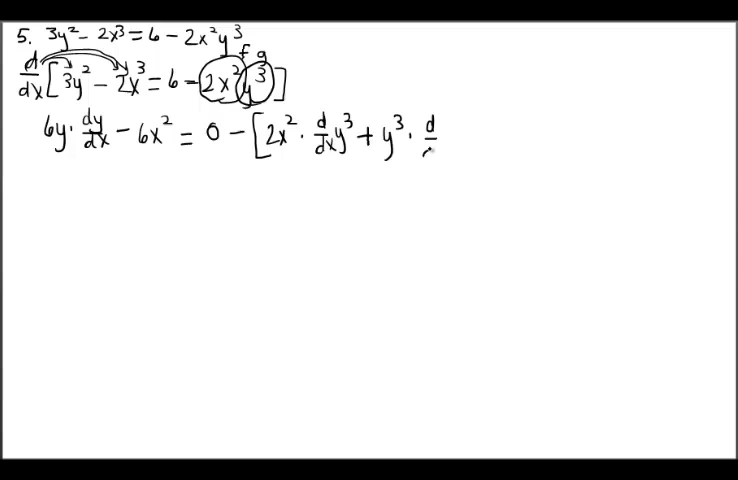 5. 3y² - 2x³ = 6 - 2x²y³
f g
d/dx [3y² - 2x³ = 6 - 2x² y³]
6y · dy/dx - 6x² = 0 - [2x² · d/dx y³ + y³ · d